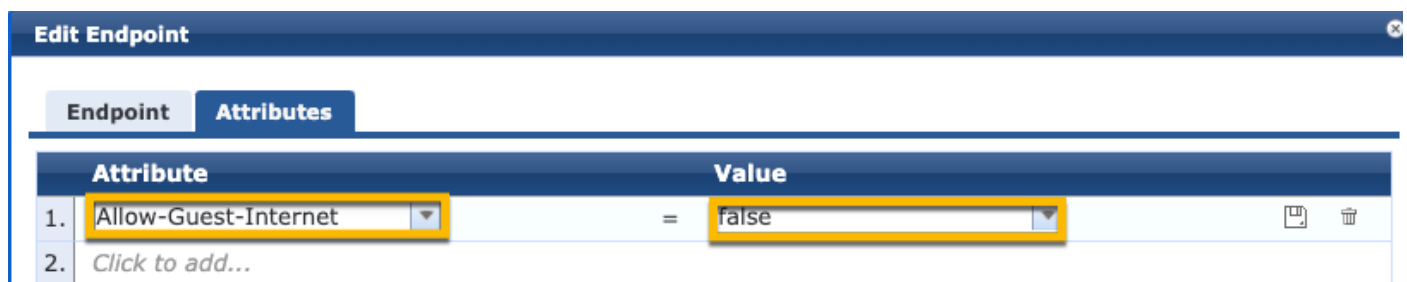 Edit Endpoint
Endpoint Attributes
Attribute Value
1. Allow-Guest-Internet = false
2. Click to add...